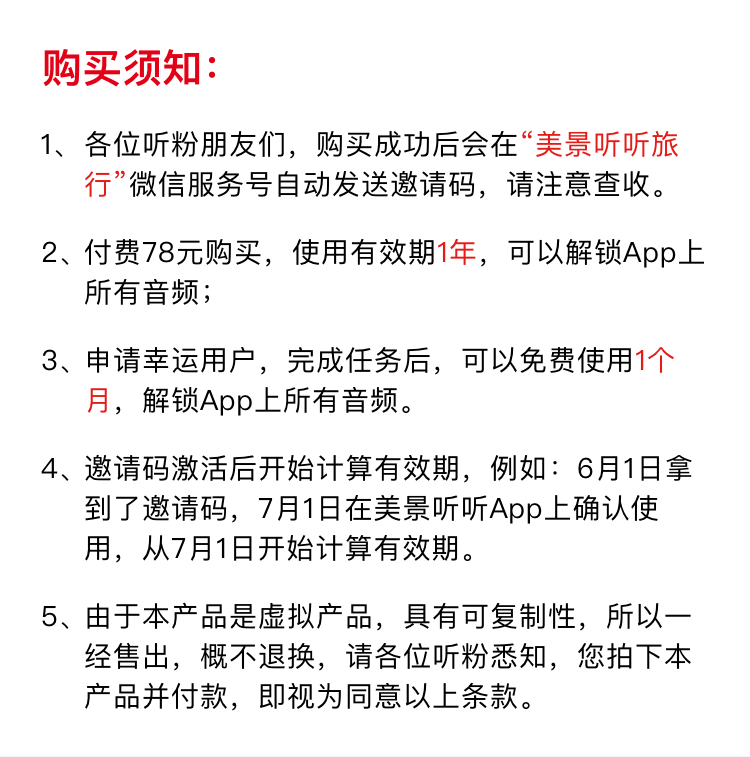 购买须知：
1、各位听粉朋友们，购买成功后会在“美景听听旅
行”微信服务号自动发送邀请码，请注意查收。
2、付费78元购买，使用有效期1年，可以解锁App上
所有音频；
3、申请幸运用户，完成任务后，可以免费使用1个
月，解锁App上所有音频。
4、邀请码激活后开始计算有效期，例如：6月1日拿
到了邀请码，7月1日在美景听听App上确认使
用，从7月1日开始计算有效期。
5、由于本产品是虚拟产品，具有可复制性，所以一
经售出，概不退换，请各位听粉悉知，您拍下本
产品并付款，即视为同意以上条款。